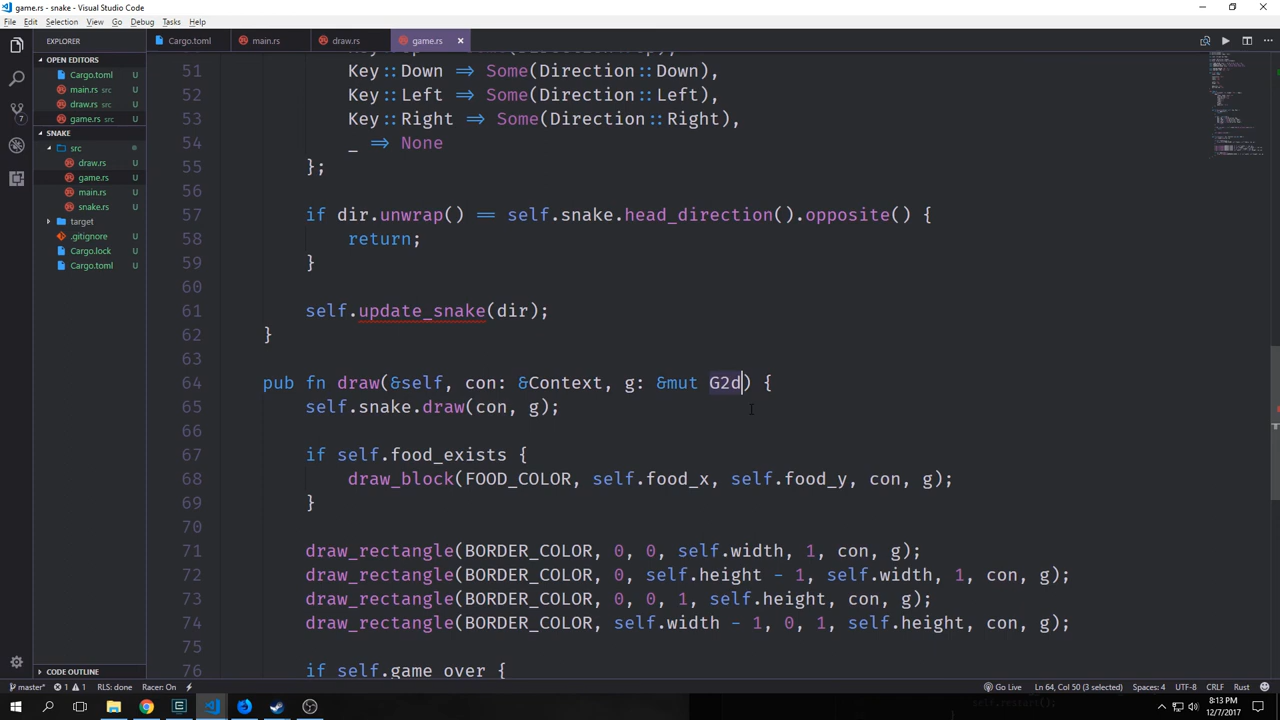 game.rs - snake - Visual Studio Code
File Edit Selection View Go Debug Tasks Help
EXPLORER
Cargo.toml main.rs draw.rs game.rs ×
OPEN EDITORS
Cargo.toml U
main.rs src U
draw.rs src U
game.rs src U
SNAKE
src
draw.rs U
game.rs U
main.rs U
snake.rs U
target
.gitignore U
Cargo.lock U
Cargo.toml U
CODE OUTLINE
7
51
52
53
54
55
56
57
58
59
60
61
62
63
64
65
66
67
68
69
70
71
72
73
74
75
76
Key::Down => Some(Direction::Down),
Key::Left => Some(Direction::Left),
Key::Right => Some(Direction::Right),
_ => None
};
if dir.unwrap() == self.snake.head_direction().opposite() {
return;
}
self.update_snake(dir);
}
pub fn draw(&self, con: &Context, g: &mut G2d) {
self.snake.draw(con, g);
if self.food_exists {
draw_block(FOOD_COLOR, self.food_x, self.food_y, con, g);
}
draw_rectangle(BORDER_COLOR, 0, 0, self.width, 1, con, g);
draw_rectangle(BORDER_COLOR, 0, self.height - 1, self.width, 1, con, g);
draw_rectangle(BORDER_COLOR, 0, 0, 1, self.height, con, g);
draw_rectangle(BORDER_COLOR, self.width - 1, 0, 1, self.height, con, g);
if self.game_over {
master* 1 1 RLS: done Racer: On Go Live Ln 64, Col 50 (3 selected) Spaces: 4 UTF-8 CRLF Rust
8:13 PM
12/7/2017